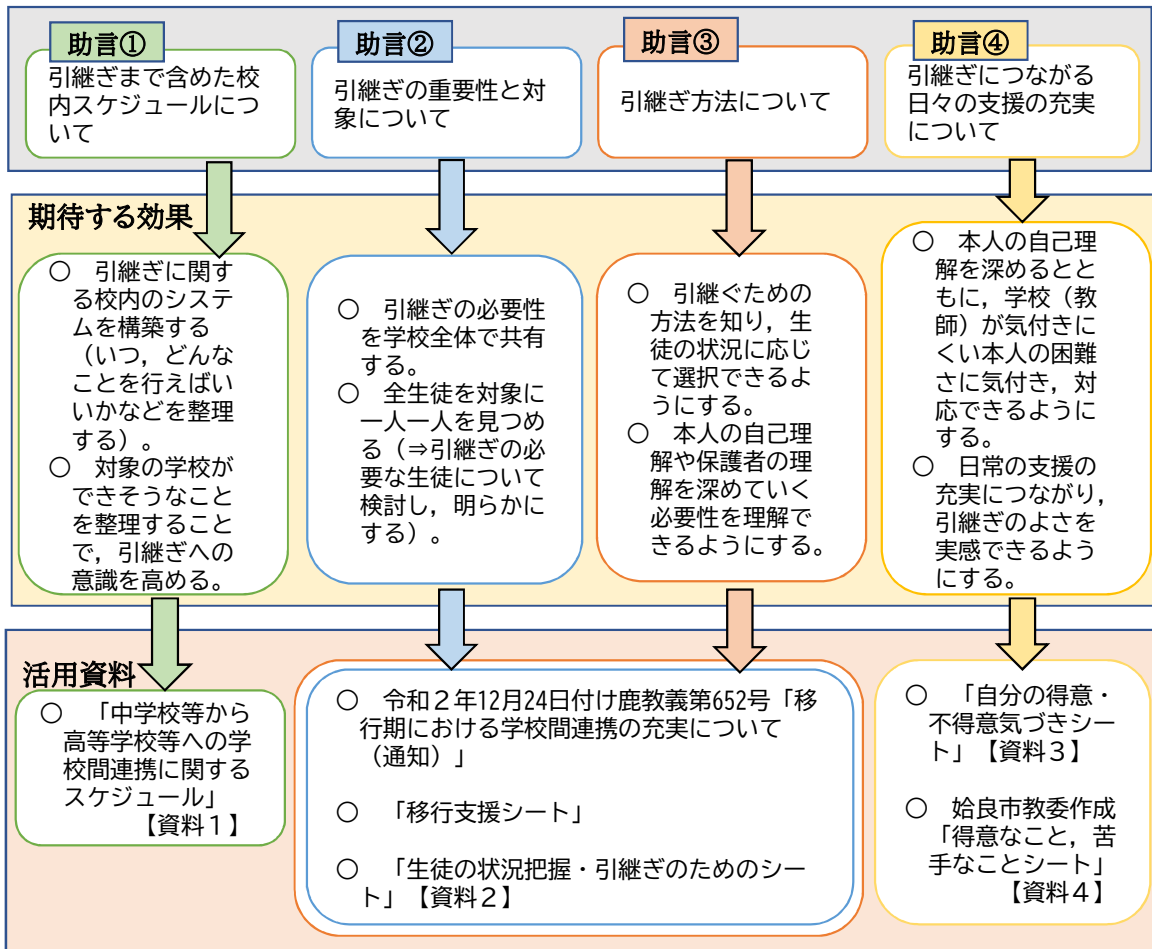 助言①
引継ぎまで含めた校
内スケジュールにつ
いて
助言②
引継ぎの重要性と対
象について
助言③
引継ぎ方法について
助言④
引継ぎにつながる
日々の支援の充実
について
期待する効果
○ 引継ぎに関す
る校内のシステ
ムを構築する
（いつ，どんな
ことを行えばい
いかなどを整理
する）。
○ 対象の学校が
できそうなこと
を整理すること
で，引継ぎへの
意識を高める。
○ 引継ぎの必要性
を学校全体で共有
する。
○ 全生徒を対象に
一人一人を見つめ
る（⇒引継ぎの必
要な生徒について
検討し，明らかに
する）。
○ 引継ぐための
方法を知り，生
徒の状況に応じ
て選択できるよ
うにする。
○ 本人の自己理
解や保護者の理
解を深めていく
必要性を理解で
きるようにする。
○ 本人の自己理
解を深めるとと
もに，学校（教
師）が気付きに
くい本人の困難
さに気付き，対
応できるように
する。
○ 日常の支援の
充実につながり，
引継ぎのよさを
実感できるよう
にする。
活用資料
○ 「中学校等から
高等学校等への学
校間連携に関する
スケジュール」
【資料１】
○ 令和２年12月24日付け鹿教義第652号「移
行期における学校間連携の充実について
（通知）」
○ 「移行支援シート」
○ 「生徒の状況把握・引継ぎのためのシー
ト」【資料２】
○ 「自分の得意・
不得意気づきシー
ト」【資料３】
○ 姶良市教委作成
「得意なこと，苦
手なことシート」
【資料４】